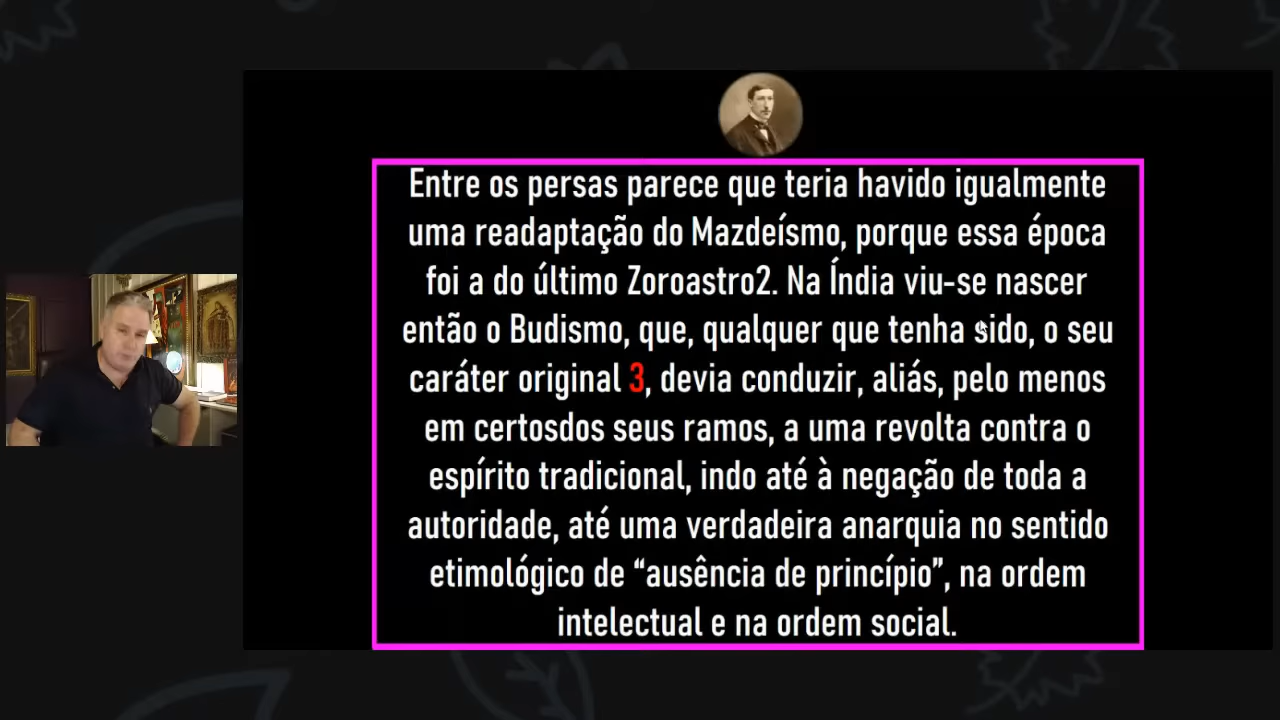 Entre os persas parece que teria havido igualmente
uma readaptação do Mazdeísmo, porque essa época
foi a do último Zoroastro2. Na Índia viu-se nascer
então o Budismo, que, qualquer que tenha sido, o seu
caráter original 3, devia conduzir, aliás, pelo menos
em certosdos seus ramos, a uma revolta contra o
espírito tradicional, indo até à negação de toda a
autoridade, até uma verdadeira anarquia no sentido
etimológico de “ausência de princípio”, na ordem
intelectual e na ordem social.